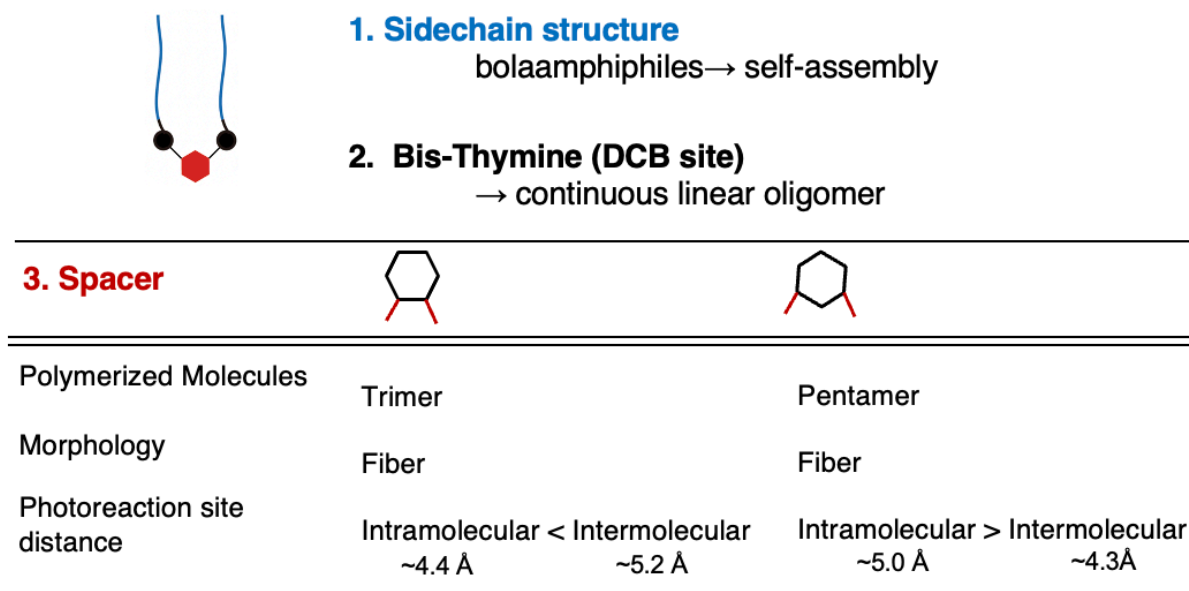 1. Sidechain structure
bolaamphiphiles→ self-assembly
2. Bis-Thymine (DCB site)
→ continuous linear oligomer
3. Spacer
Polymerized Molecules
Trimer
Pentamer
Morphology
Fiber
Fiber
Photoreaction site
distance
Intramolecular < Intermolecular
~4.4 Å
~5.2 Å
Intramolecular > Intermolecular
~5.0 Å
~4.3Å